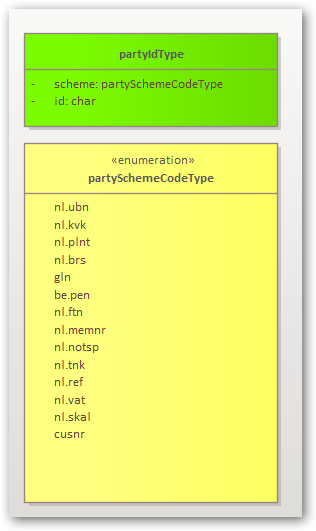 partyIdType
- scheme: partySchemeCodeType
- id: char
«enumeration»
partySchemeCodeType
nl.ubn
nl.kvk
nl.plnt
nl.brs
gln
be.pen
nl.ftn
nl.memnr
nl.notsp
nl.tnk
nl.ref
nl.vat
nl.skal
cusnr